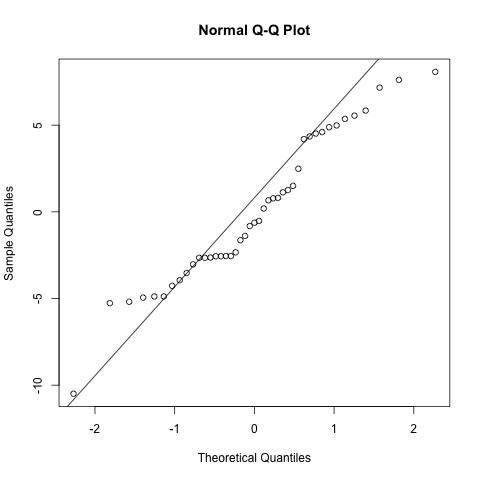 Normal Q-Q Plot
5
0
-5
-10
Sample Quantiles
-2 -1 0 1 2
Theoretical Quantiles